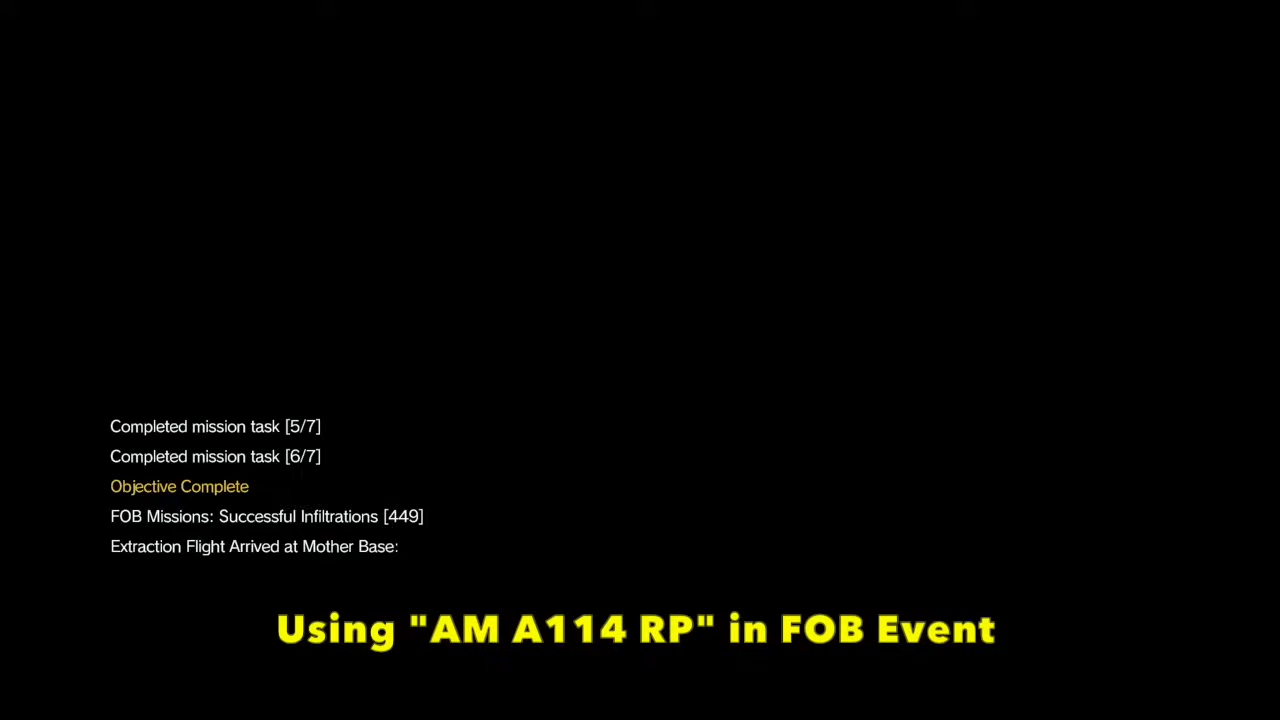 Completed mission task [5/7]
Completed mission task [6/7]
Objective Complete
FOB Missions: Successful Infiltrations [449]
Extraction Flight Arrived at Mother Base:
Using "AM A114 RP" in FOB Event